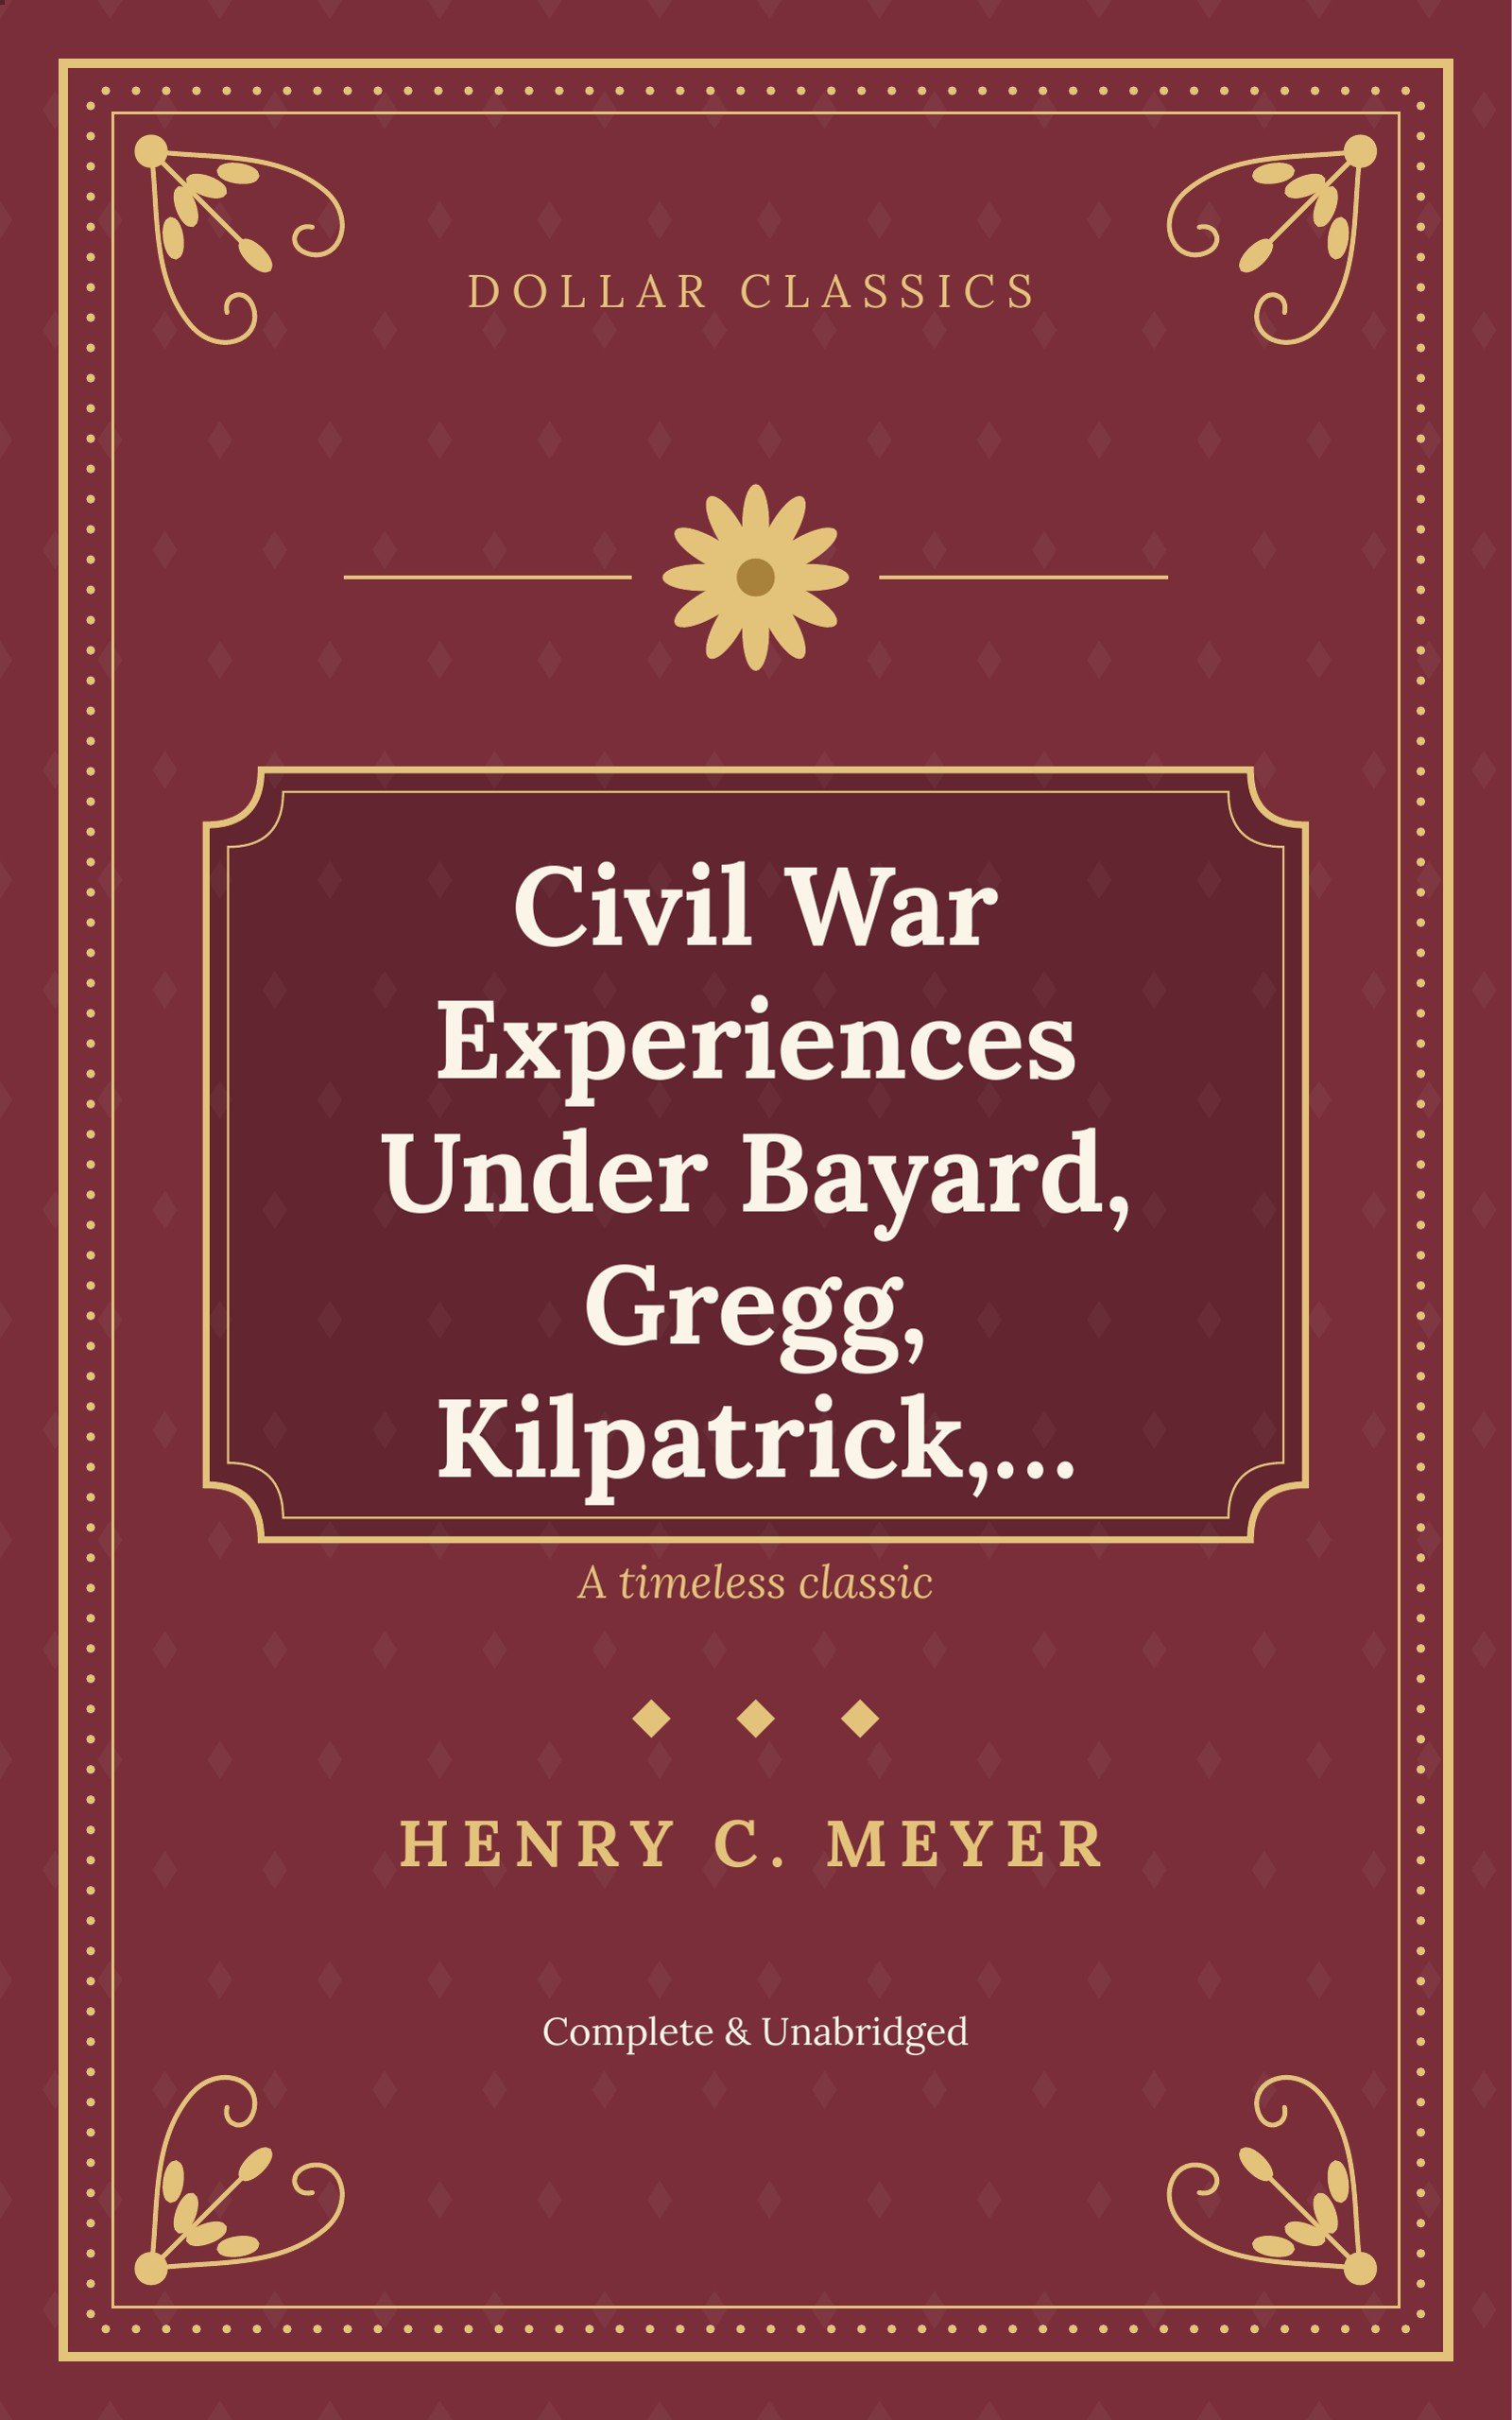 DOLLAR CLASSICS
Civil War
Experiences
Under Bayard,
Gregg,
Kilpatrick,...
A timeless classic
HENRY C. MEYER
Complete & Unabridged